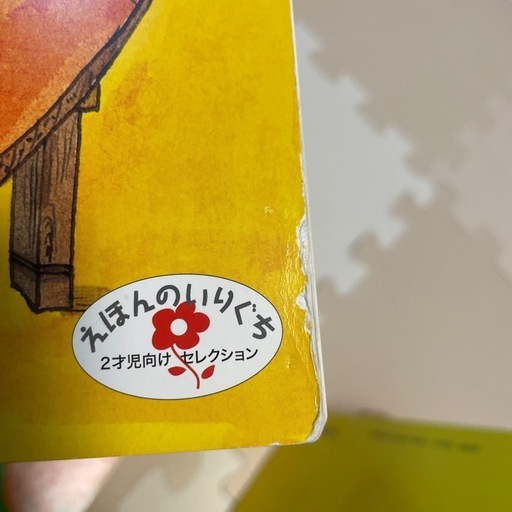 えほんのいりぐち
2才児向け セレクション